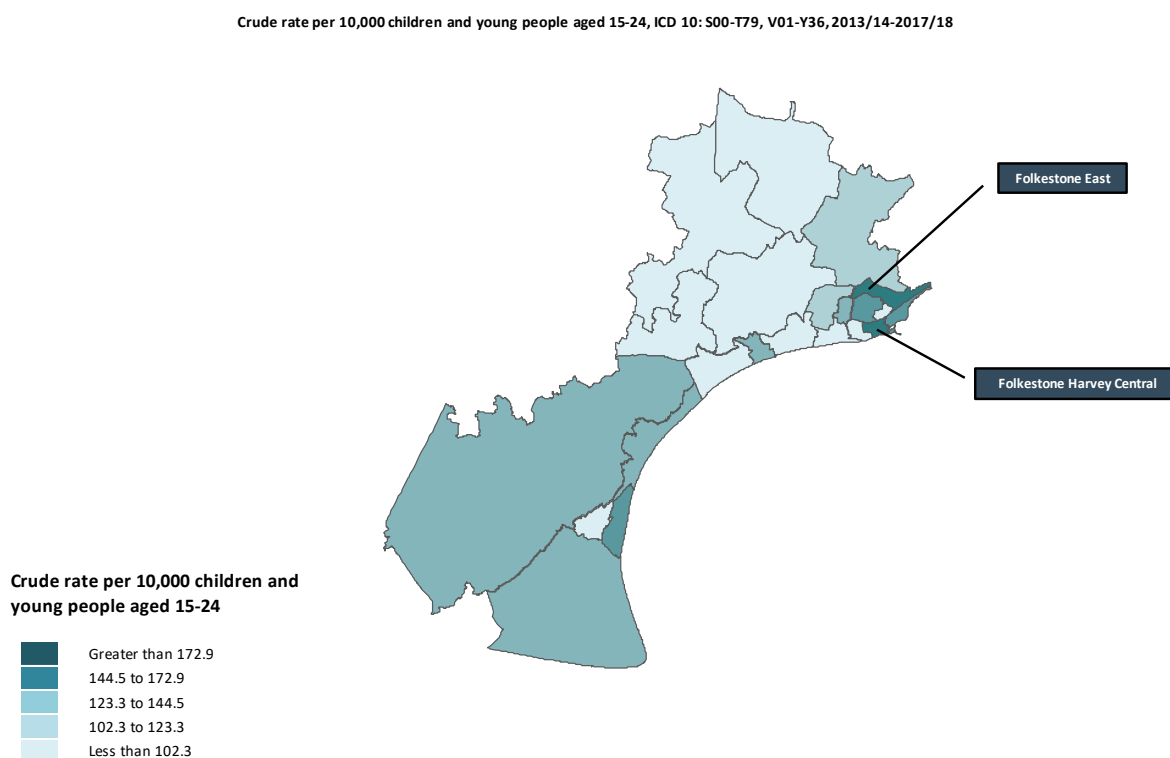 Crude rate per 10,000 children and young people aged 15-24, ICD 10: S00-T79, V01-Y36, 2013/14-2017/18
Folkestone East
Folkestone Harvey Central
Crude rate per 10,000 children and
young people aged 15-24
Greater than 172.9
144.5 to 172.9
123.3 to 144.5
102.3 to 123.3
Less than 102.3